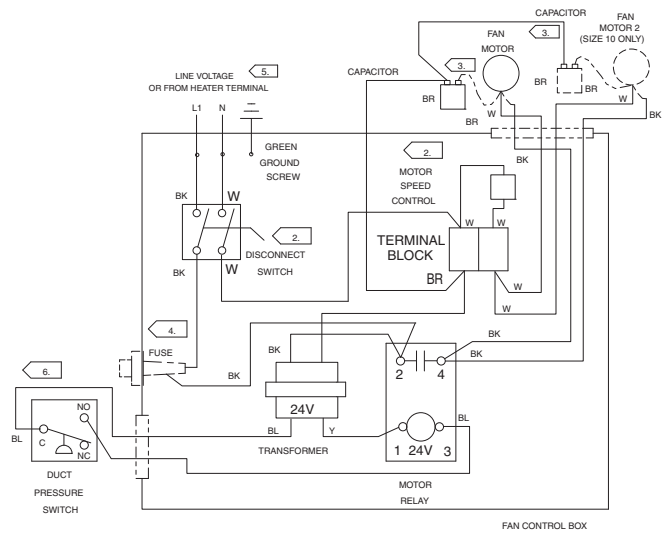 CAPACITOR
FAN
MOTOR 2
(SIZE 10 ONLY)
3.
FAN
MOTOR
3.
5.
LINE VOLTAGE
OR FROM HEATER TERMINAL
CAPACITOR
BR
BR
BR
W
BK
L1
N
W
BR
GREEN
GROUND
SCREW
2.
MOTOR
SPEED
CONTROL
BK
BK
W
W
W
2.
DISCONNECT
SWITCH
TERMINAL
BLOCK
BK
W
BR
W
W
4.
FUSE
BK
BK
BK
BK
2
4
6.
24V
BL
Y
TRANSFORMER
BL
1
24V
3
MOTOR
RELAY
NO
BL
C
NC
DUCT
PRESSURE
SWITCH
FAN CONTROL BOX